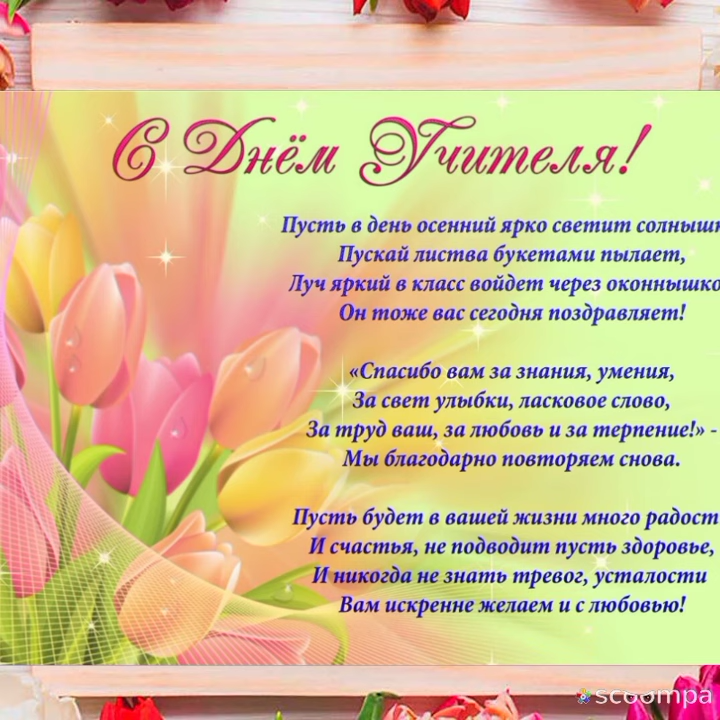 С Днём Учителя!
Пусть в день осенний ярко светит солнышк
Пускай листва букетами пылает,
Луч яркий в класс войдет через оконнышко
Он тоже вас сегодня поздравляет!
«Спасибо вам за знания, умения,
За свет улыбки, ласковое слово,
За труд ваш, за любовь и за терпение!» -
Мы благодарно повторяем снова.
Пусть будет в вашей жизни много радост
И счастья, не подводит пусть здоровье,
И никогда не знать тревог, усталости
Вам искренне желаем и с любовью!
scoompa